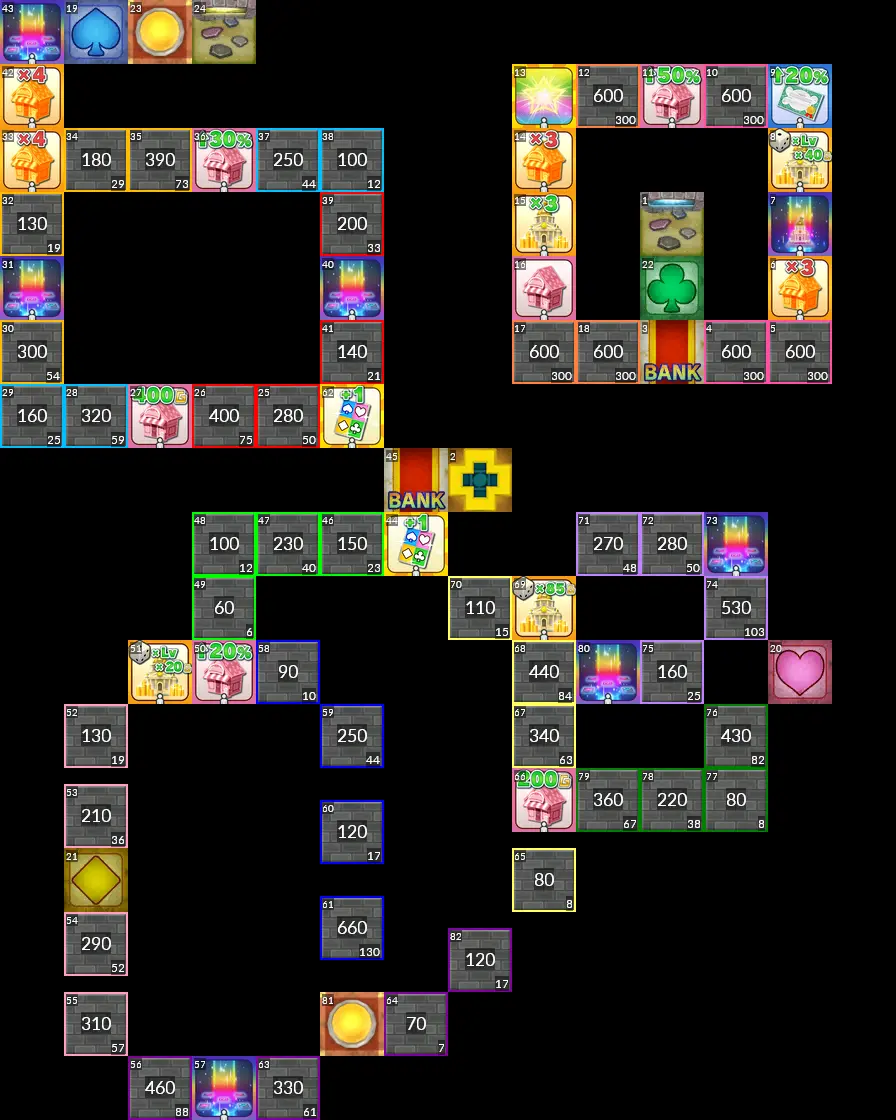 43 19 23 24
42 ×4 13 12 600 300 11 ↑50% 10 600 300 9 ↑20%
33 ×4 34 180 29 35 390 73 36 ↑30% 37 250 44 38 100 12 14 ×3 8 ×Lv ×40
32 130 19 39 200 33 15 ×3 1 7
31 40 16 22 6 ×3
30 300 54 41 140 21 17 600 300 18 600 300 3 BANK 4 600 300 5 600 300
29 160 25 28 320 59 27 400G 26 400 75 25 280 50 62 +1
45 BANK 2
48 100 12 47 230 40 46 150 23 44 +1 71 270 48 72 280 50 73
49 60 6 70 110 15 69 ×85 74 530 103
51 ×Lv ×20 50 ↑20% 58 90 10 68 440 84 80 75 160 25 20
52 130 19 59 250 44 67 340 63 76 430 82
53 210 36 60 120 17 66 200G 79 360 67 78 220 38 77 80 8
21 65 80 8
54 290 52 61 660 130 82 120 17
55 310 57 81 64 70 7
56 460 88 57 63 330 61